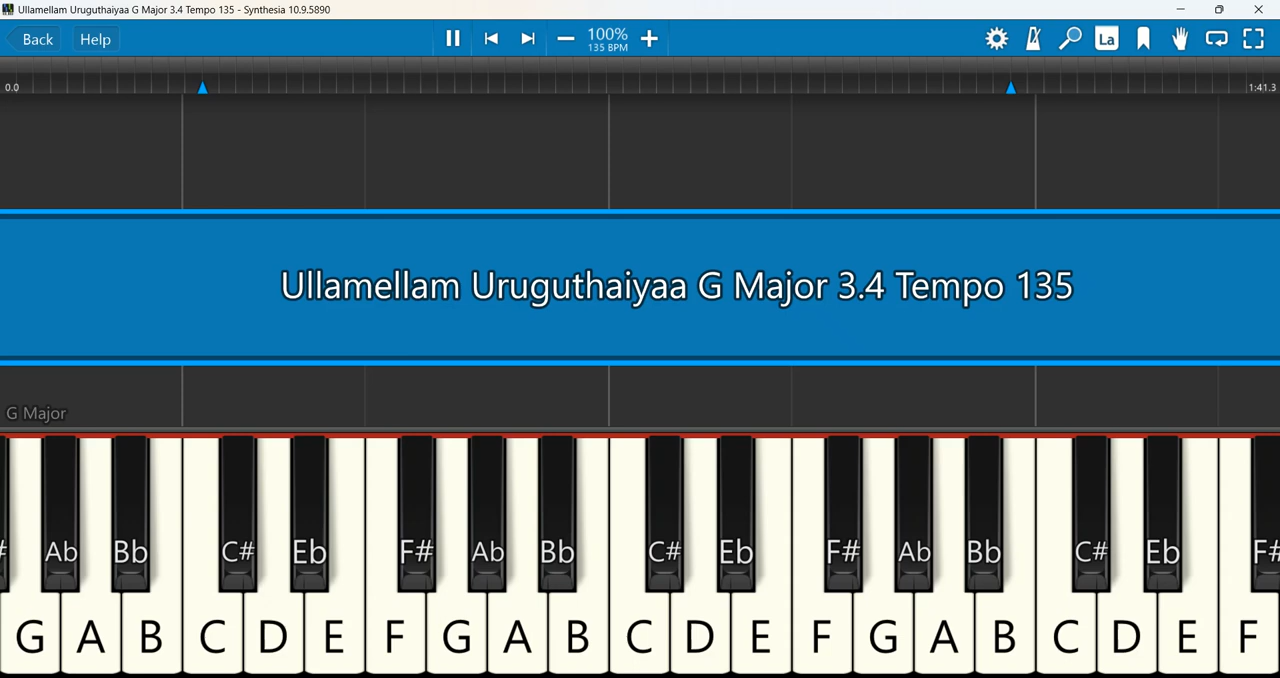 Ullamellam Uruguthaiyaa G Major 3.4 Tempo 135 - Synthesia 10.9.5890
Back Help 100% La
135 BPM
0.0 1:41.3
Ullamellam Uruguthaiyaa G Major 3.4 Tempo 135
G Major
# Ab Bb C# Eb F# Ab Bb C# Eb F# Ab Bb C# Eb F#
G A B C D E F G A B C D E F G A B C D E F